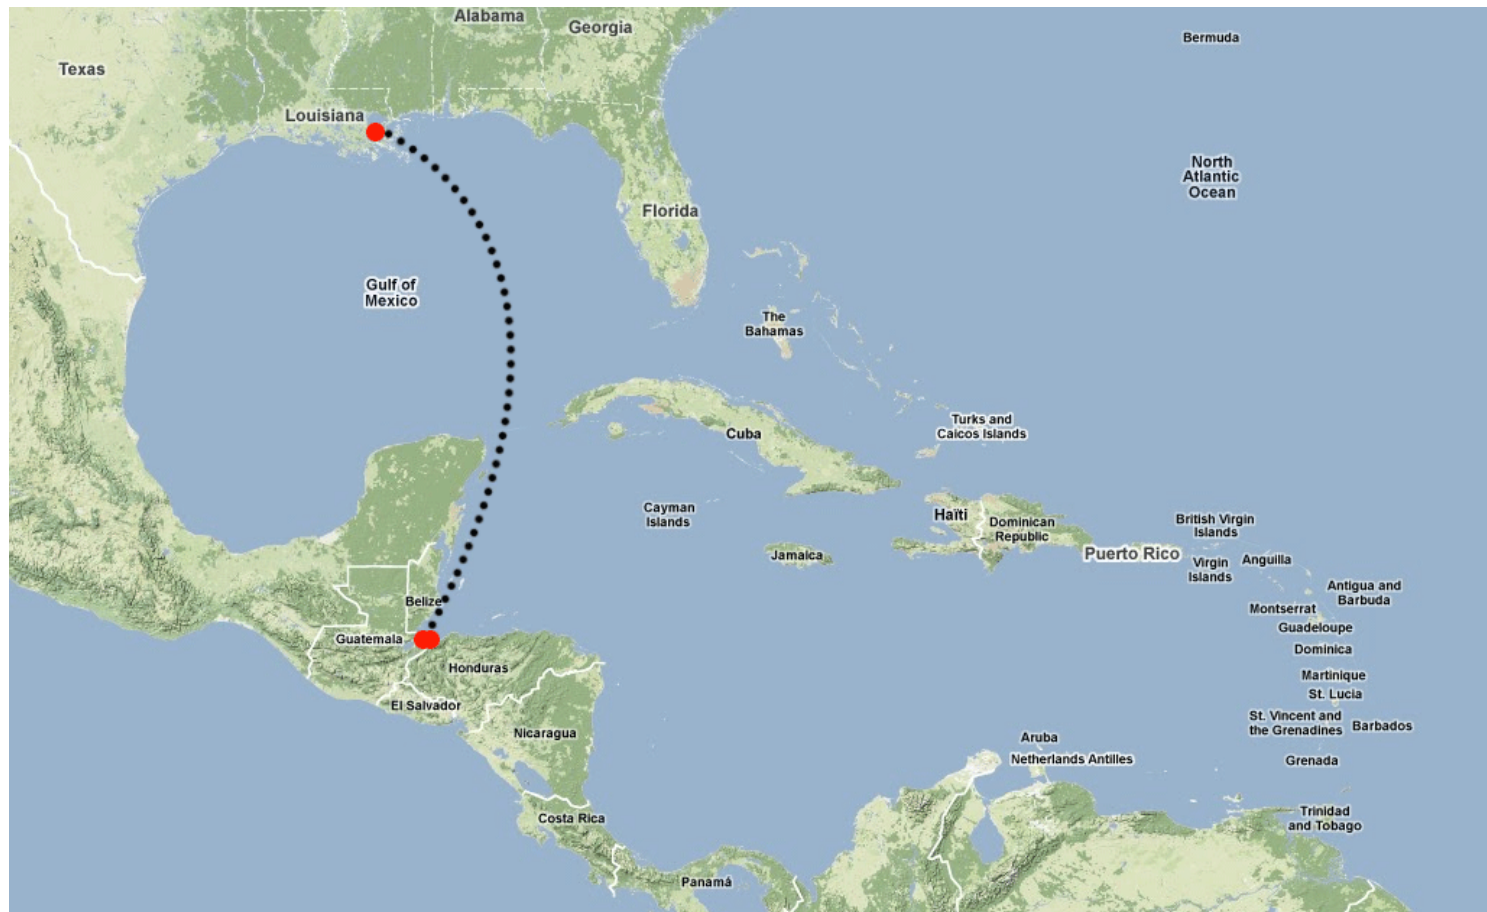 Alabama
Georgia
Bermuda
Texas
Louisiana
North
Atlantic
Ocean
Florida
Gulf of
Mexico
The
Bahamas
Turks and
Caicos Islands
Cuba
Cayman
Islands
Haïti
Dominican
Republic
British Virgin
Islands
Jamaica
Puerto Rico
Virgin
Islands
Anguilla
Antigua and
Barbuda
Belize
Montserrat
Guadeloupe
Guatemala
Dominica
Honduras
Martinique
St. Lucia
El Salvador
St. Vincent and
the Grenadines
Barbados
Nicaragua
Aruba
Netherlands Antilles
Grenada
Costa Rica
Trinidad
and Tobago
Panamá